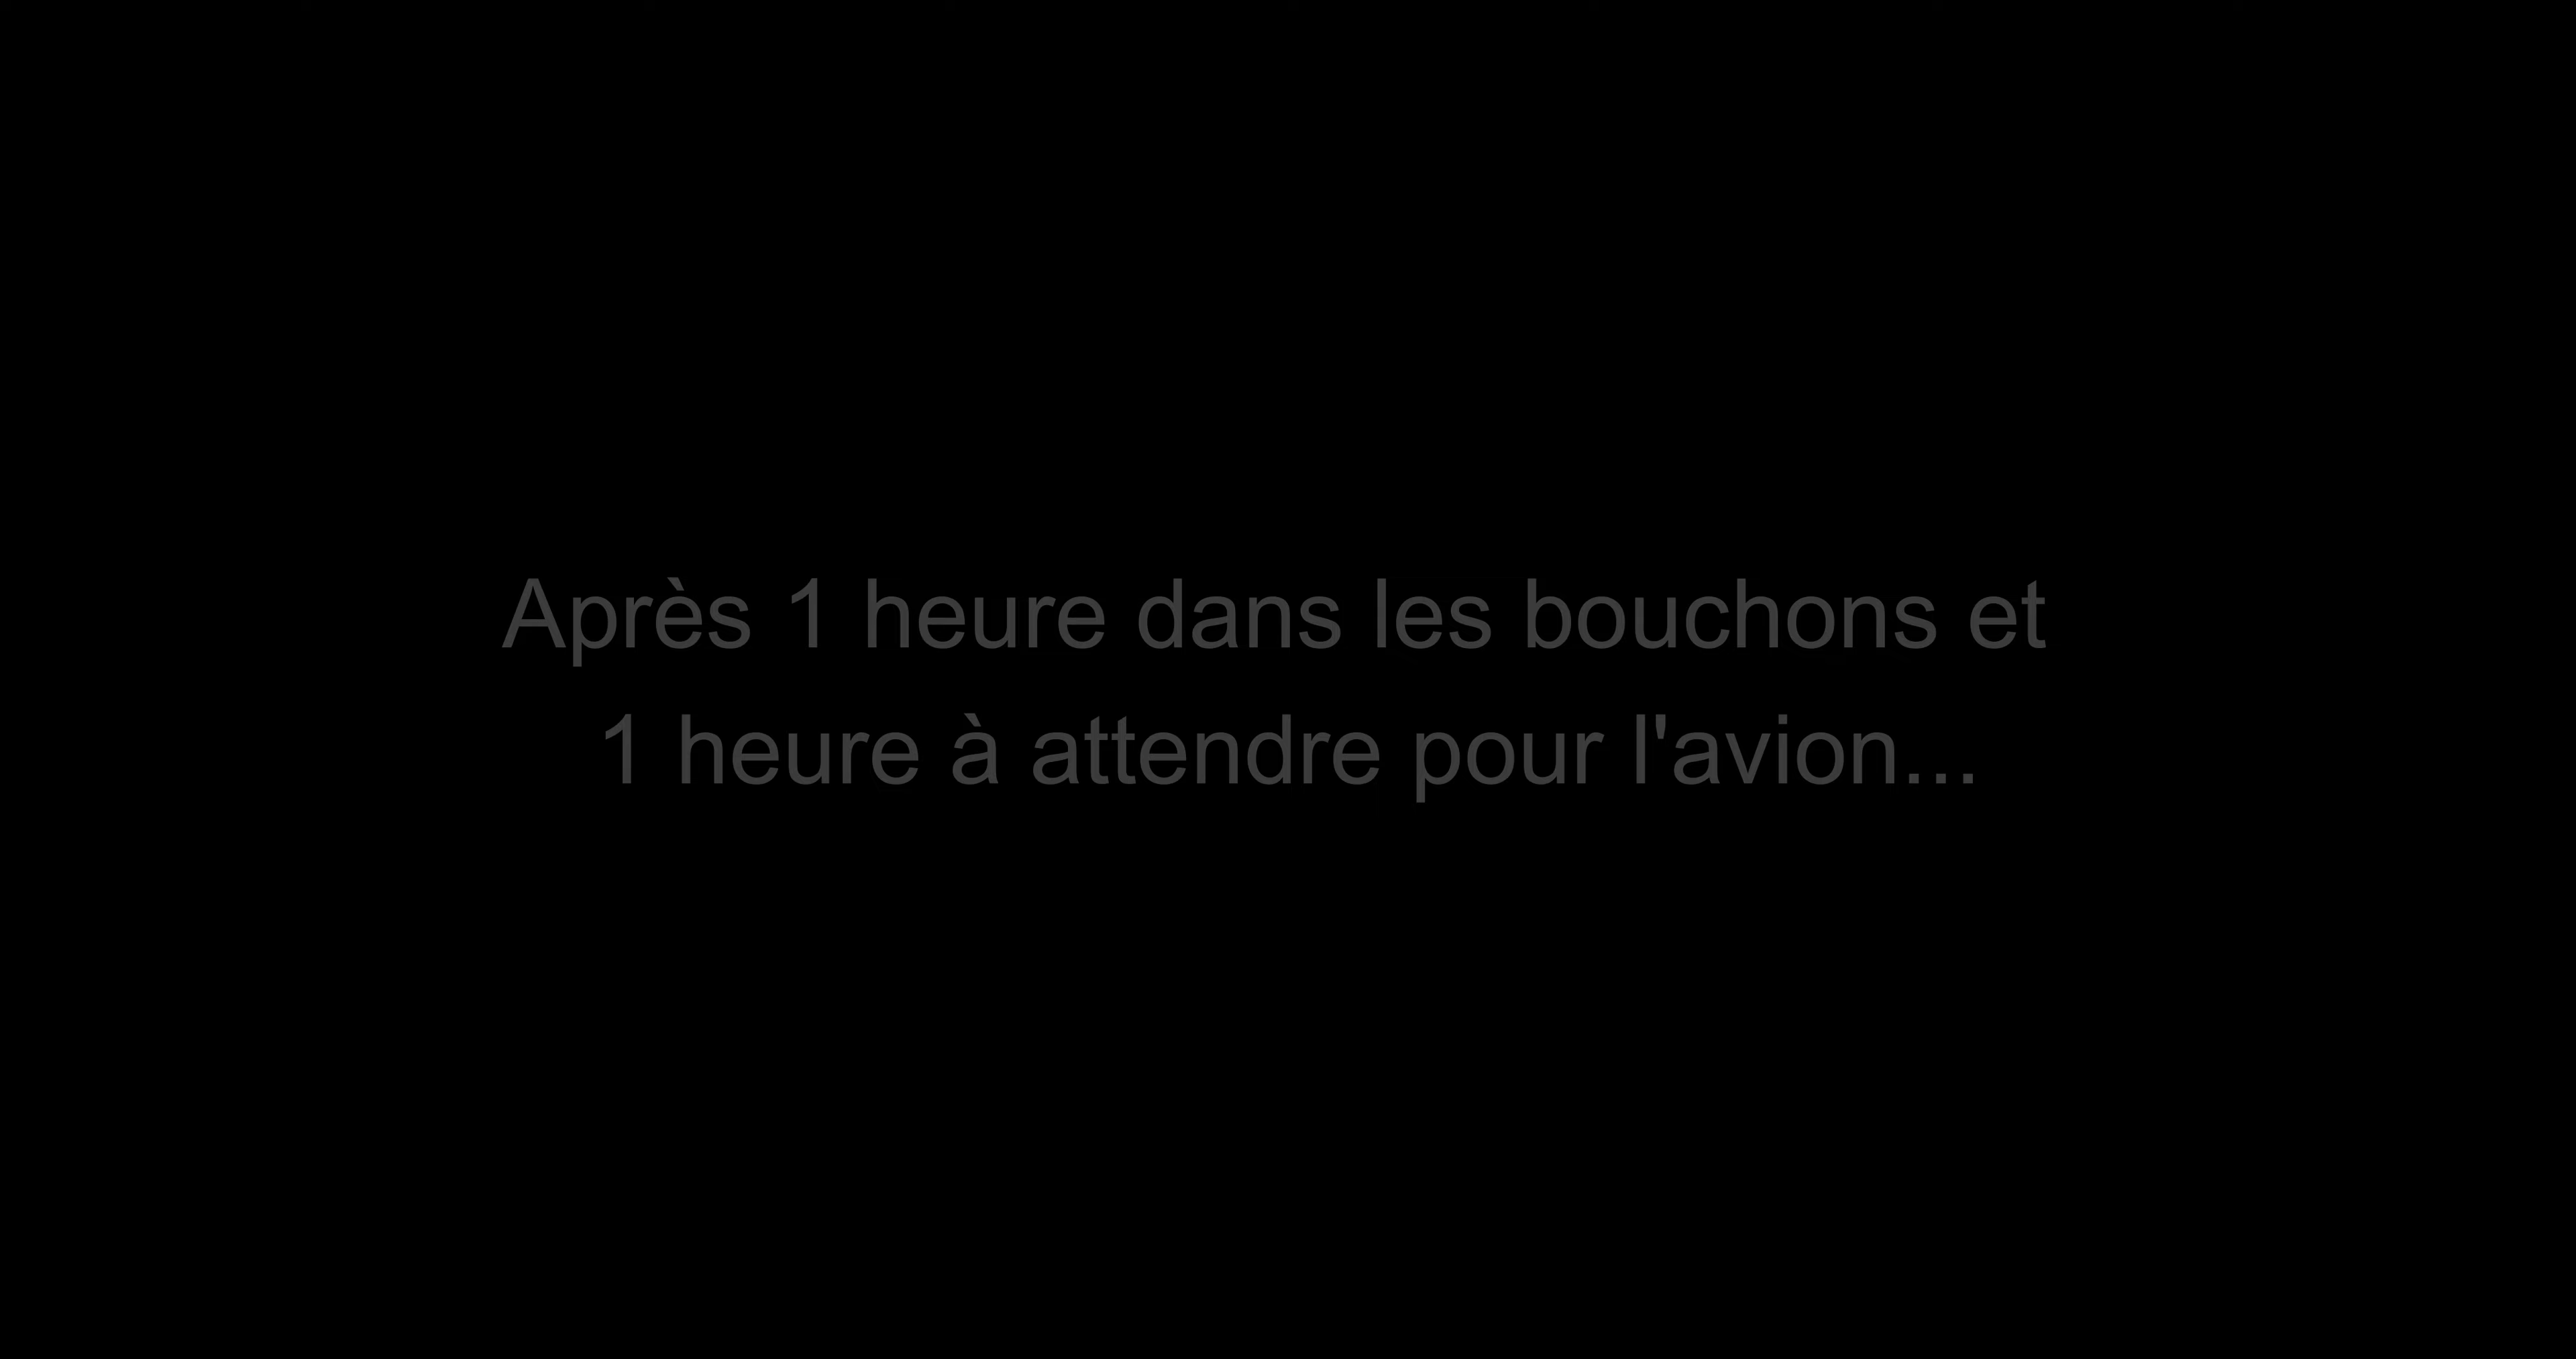 Après 1 heure dans les bouchons et
1 heure à attendre pour l'avion...